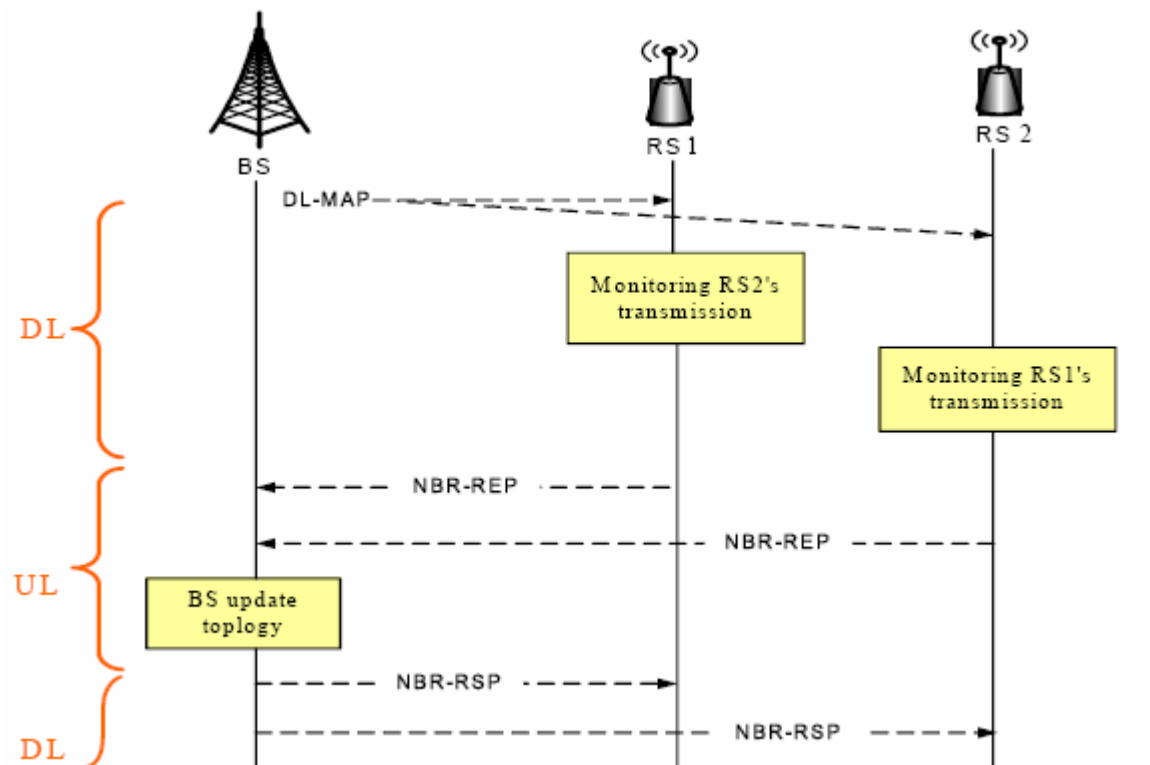 BS
RS 1
RS 2
DL-MAP
DL
Monitoring RS2's
transmission
Monitoring RS1's
transmission
NBR-REP
NBR-REP
UL
BS update
toplogy
NBR-RSP
NBR-RSP
DL